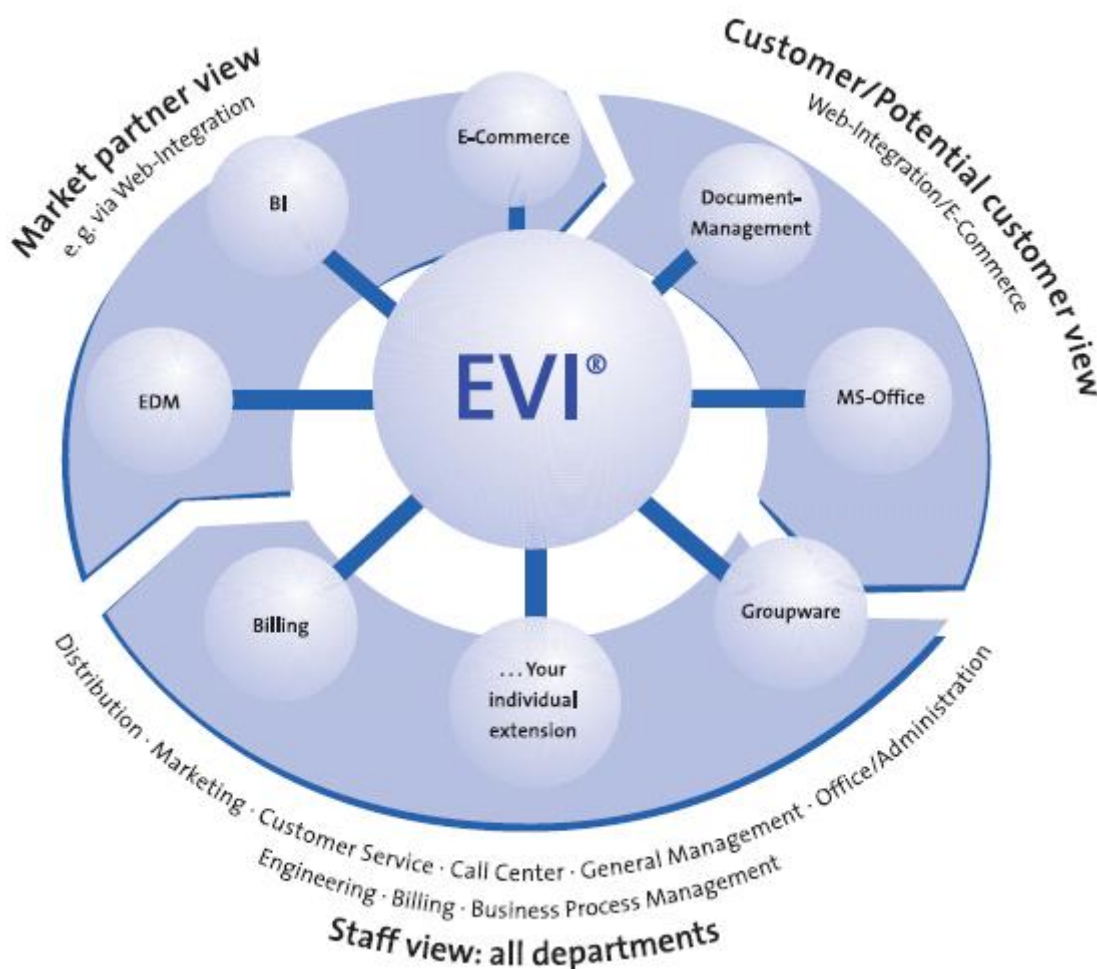 Market partner view
e.g. via Web-Integration
Customer/Potential customer view
Web-Integration/E-Commerce
E-Commerce
BI
Document-
Management
EVI®
EDM
MS-Office
Billing
Groupware
...Your
individual
extension
Distribution · Marketing · Customer Service · Call Center · General Management · Office/Administration
Engineering · Billing · Business Process Management
Staff view: all departments